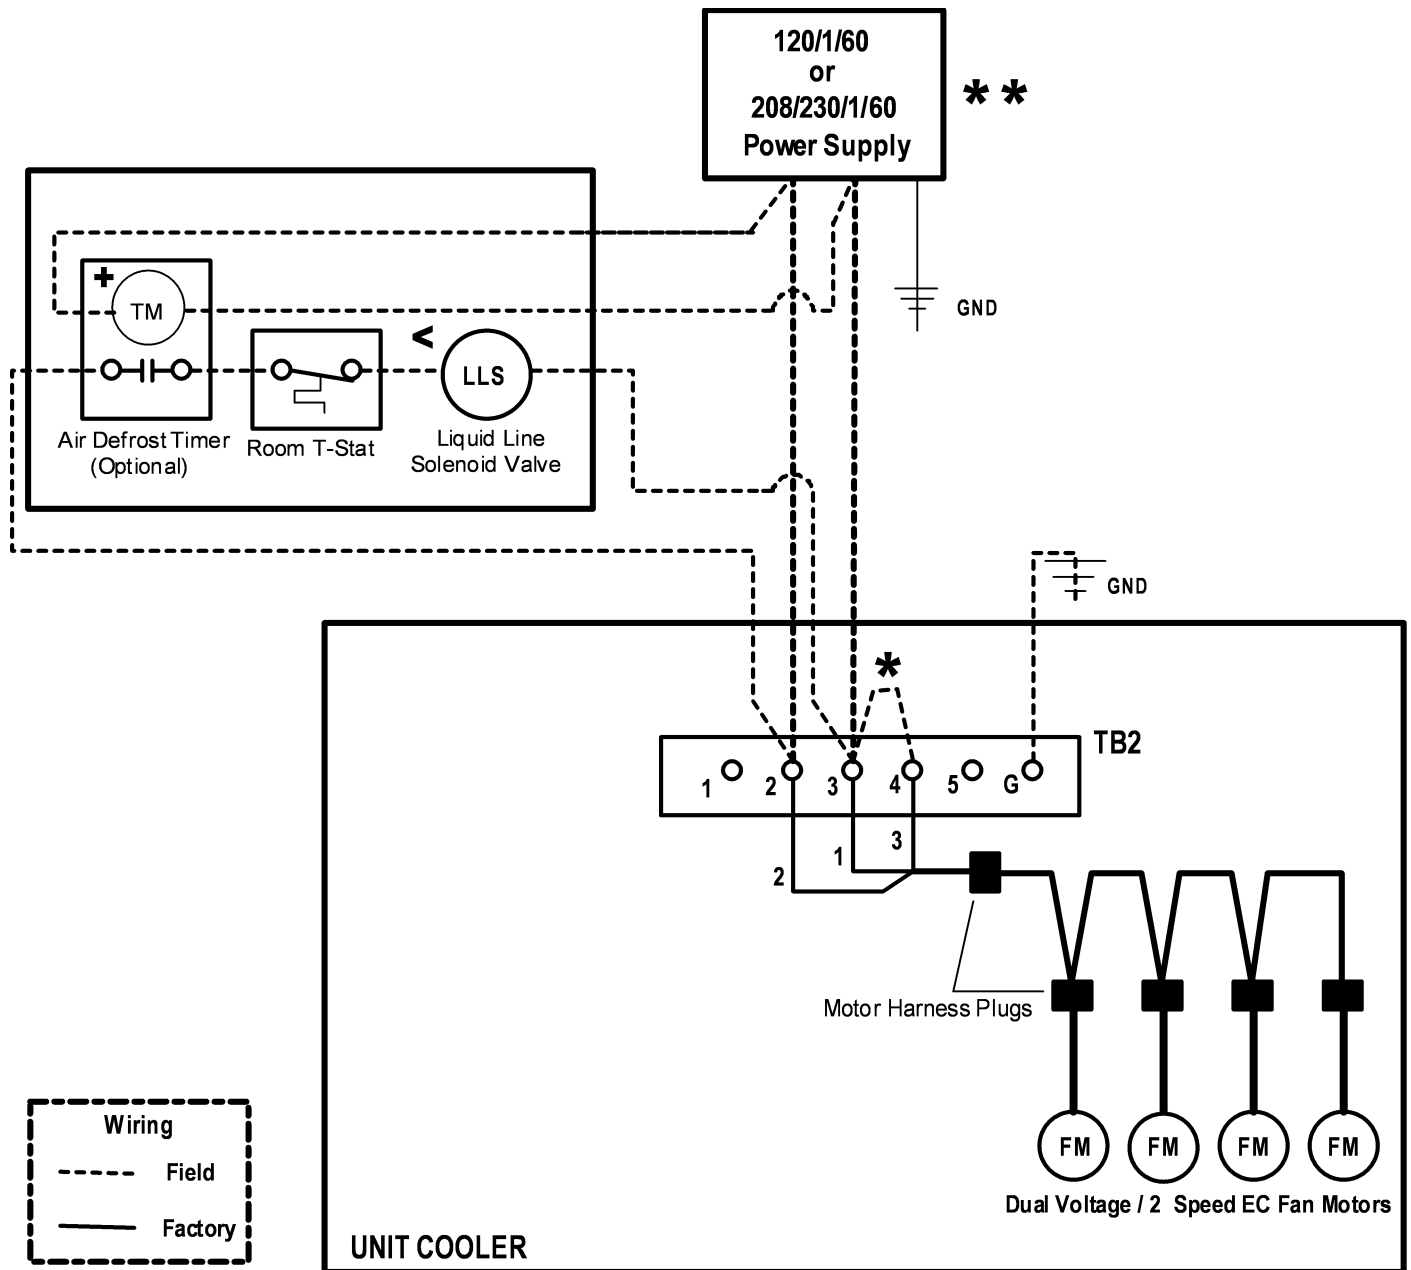 120/1/60
or
208/230/1/60
Power Supply
**
GND
+
TM
<
LLS
Air Defrost Timer
(Optional)
Room T-Stat
Liquid Line
Solenoid Valve
GND
*
TB2
1 2 3 4 5 G
2 1 3
Motor Harness Plugs
FM FM FM FM
Dual Voltage / 2 Speed EC Fan Motors
Wiring
Field
Factory
UNIT COOLER